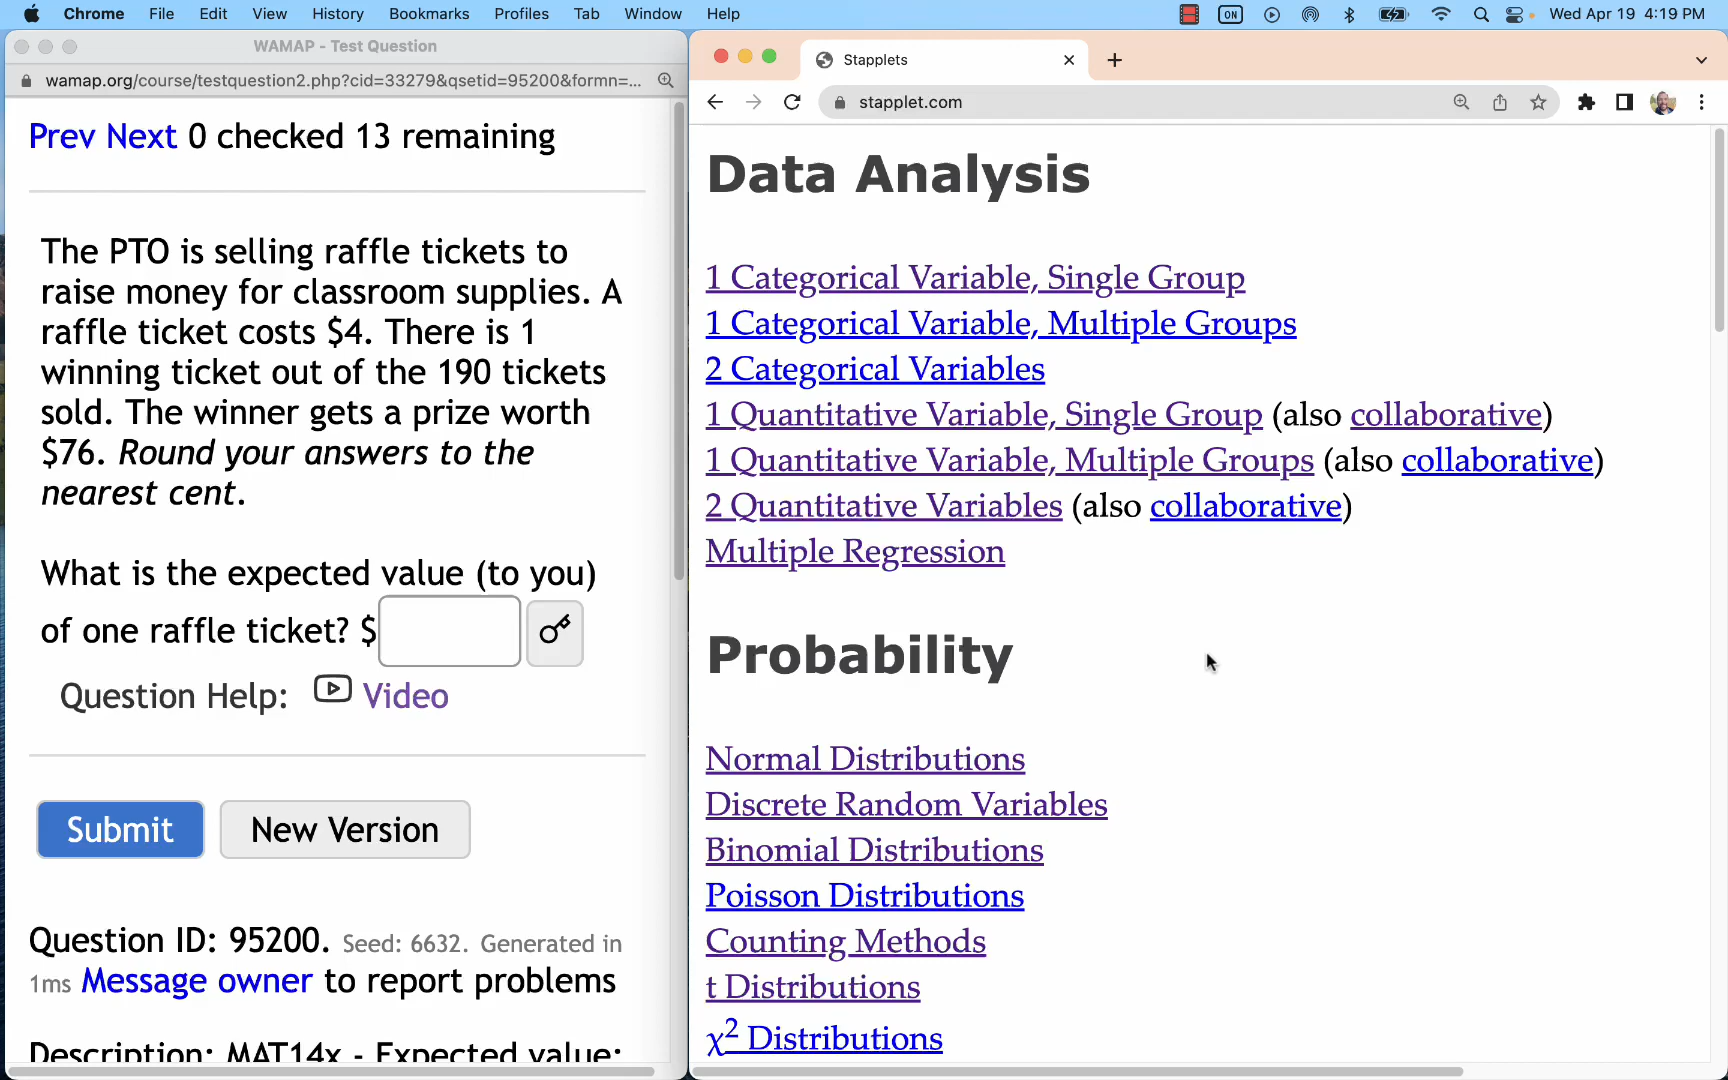 Chrome File Edit View History Bookmarks Profiles Tab Window Help ON Wed Apr 19 4:19 PM
WAMAP - Test Question
wamap.org/course/testquestion2.php?cid=33279&qsetid=95200&formn=...
Prev Next 0 checked 13 remaining
The PTO is selling raffle tickets to
raise money for classroom supplies. A
raffle ticket costs $4. There is 1
winning ticket out of the 190 tickets
sold. The winner gets a prize worth
$76. Round your answers to the
nearest cent.
What is the expected value (to you)
of one raffle ticket? $
Question Help: Video
Submit New Version
Question ID: 95200. Seed: 6632. Generated in
1ms Message owner to report problems
Description: MAT14x - Expected value:
Stapplets
stapplet.com
Data Analysis
1 Categorical Variable, Single Group
1 Categorical Variable, Multiple Groups
2 Categorical Variables
1 Quantitative Variable, Single Group (also collaborative)
1 Quantitative Variable, Multiple Groups (also collaborative)
2 Quantitative Variables (also collaborative)
Multiple Regression
Probability
Normal Distributions
Discrete Random Variables
Binomial Distributions
Poisson Distributions
Counting Methods
t Distributions
χ² Distributions